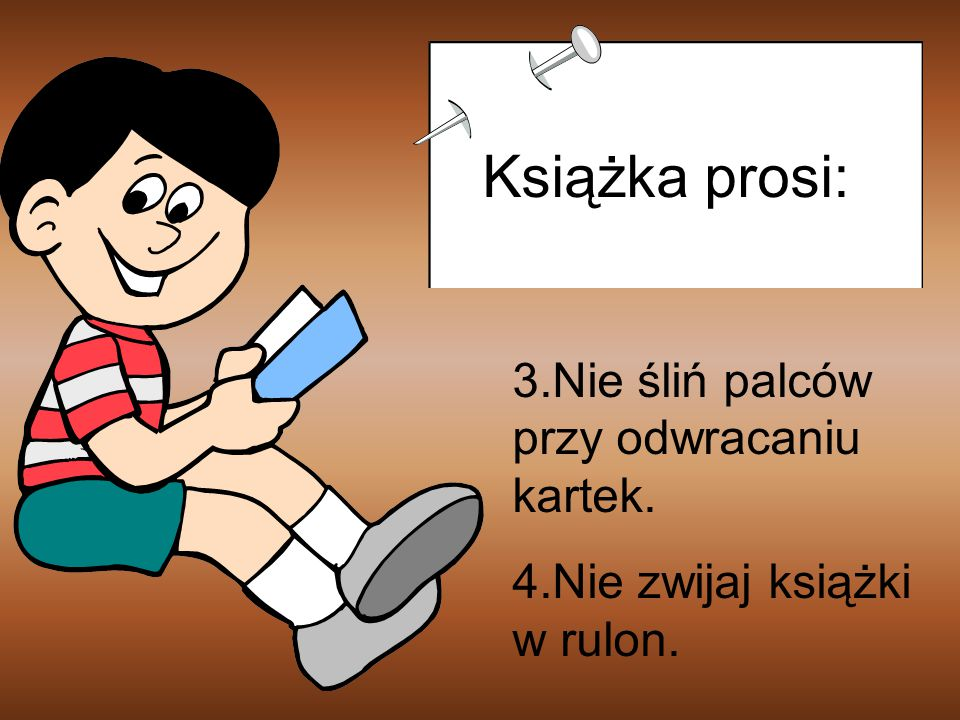 Książka prosi:
3.Nie śliń palców
przy odwracaniu
kartek.
4.Nie zwijaj książki
w rulon.